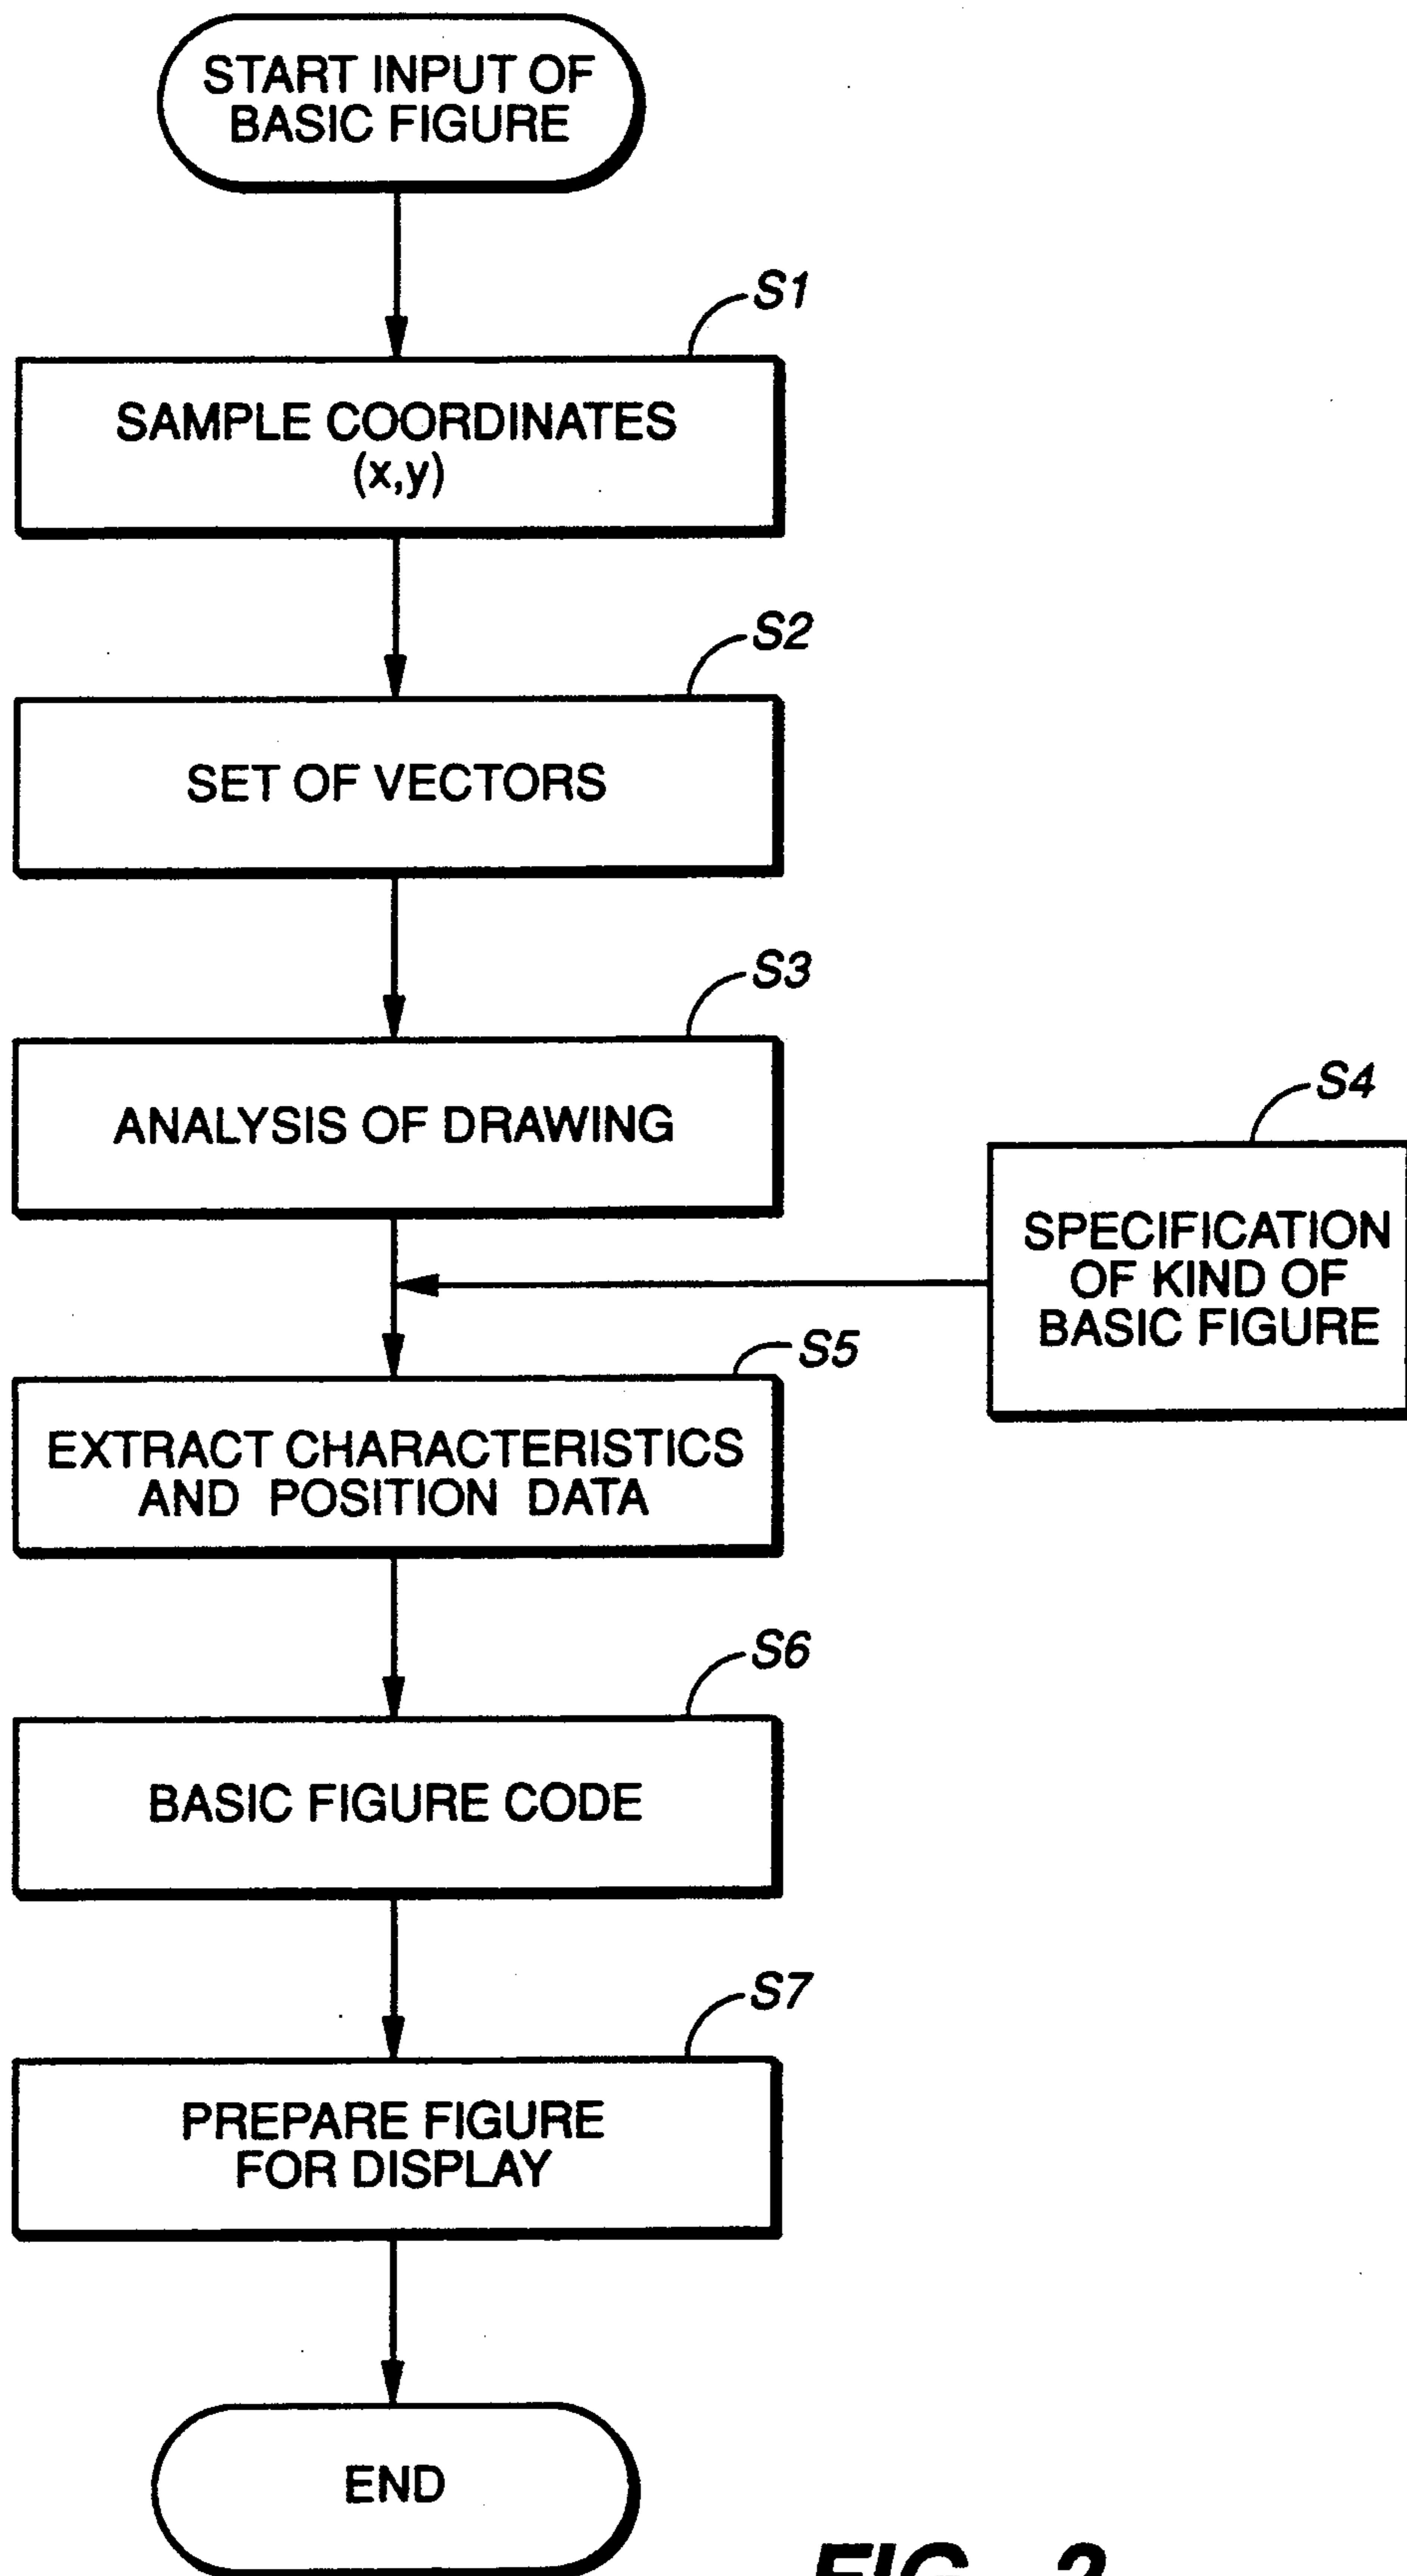 START INPUT OF
BASIC FIGURE
S1
SAMPLE COORDINATES
(x,y)
S2
SET OF VECTORS
S3
ANALYSIS OF DRAWING
S4
SPECIFICATION
OF KIND OF
BASIC FIGURE
S5
EXTRACT CHARACTERISTICS
AND POSITION DATA
S6
BASIC FIGURE CODE
S7
PREPARE FIGURE
FOR DISPLAY
END